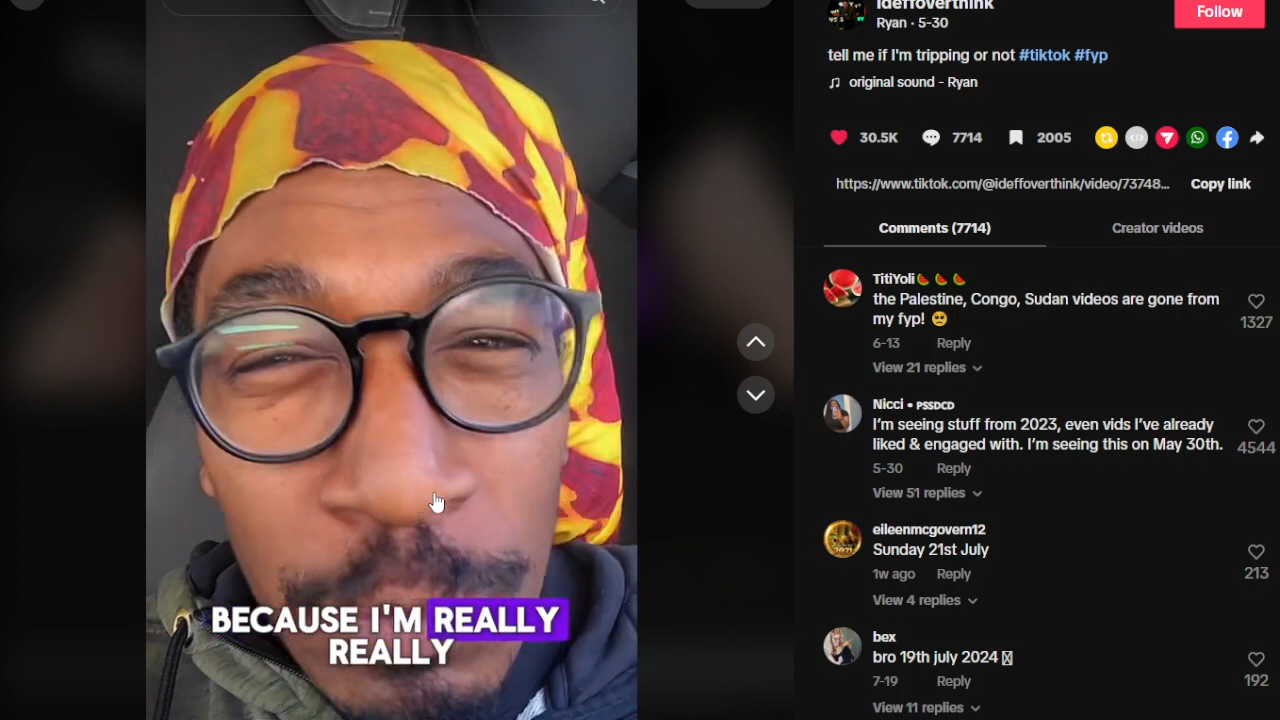 ideffoverthink
Ryan · 5-30
Follow
tell me if I'm tripping or not #tiktok #fyp
original sound - Ryan
30.5K
7714
2005
https://www.tiktok.com/@ideffoverthink/video/73748...
Copy link
Comments (7714)
Creator videos
TitiYoli🍉🍉🍉
the Palestine, Congo, Sudan videos are gone from
my fyp! 🥺
1327
6-13
Reply
View 21 replies
Nicci • PSSDCD
I'm seeing stuff from 2023, even vids I've already
liked & engaged with. I'm seeing this on May 30th.
4544
5-30
Reply
View 51 replies
eileenmcgovern12
Sunday 21st July
213
1w ago
Reply
View 4 replies
bex
bro 19th july 2024
192
7-19
Reply
View 11 replies
BECAUSE I'M REALLY
REALLY